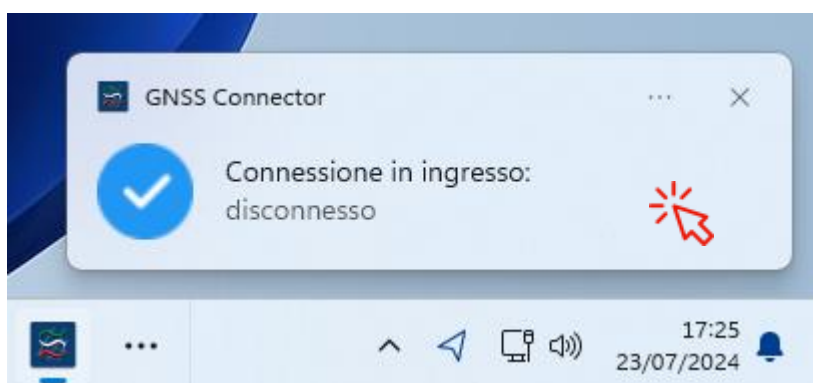 GNSS Connector
Connessione in ingresso:
disconnesso
17:25
23/07/2024